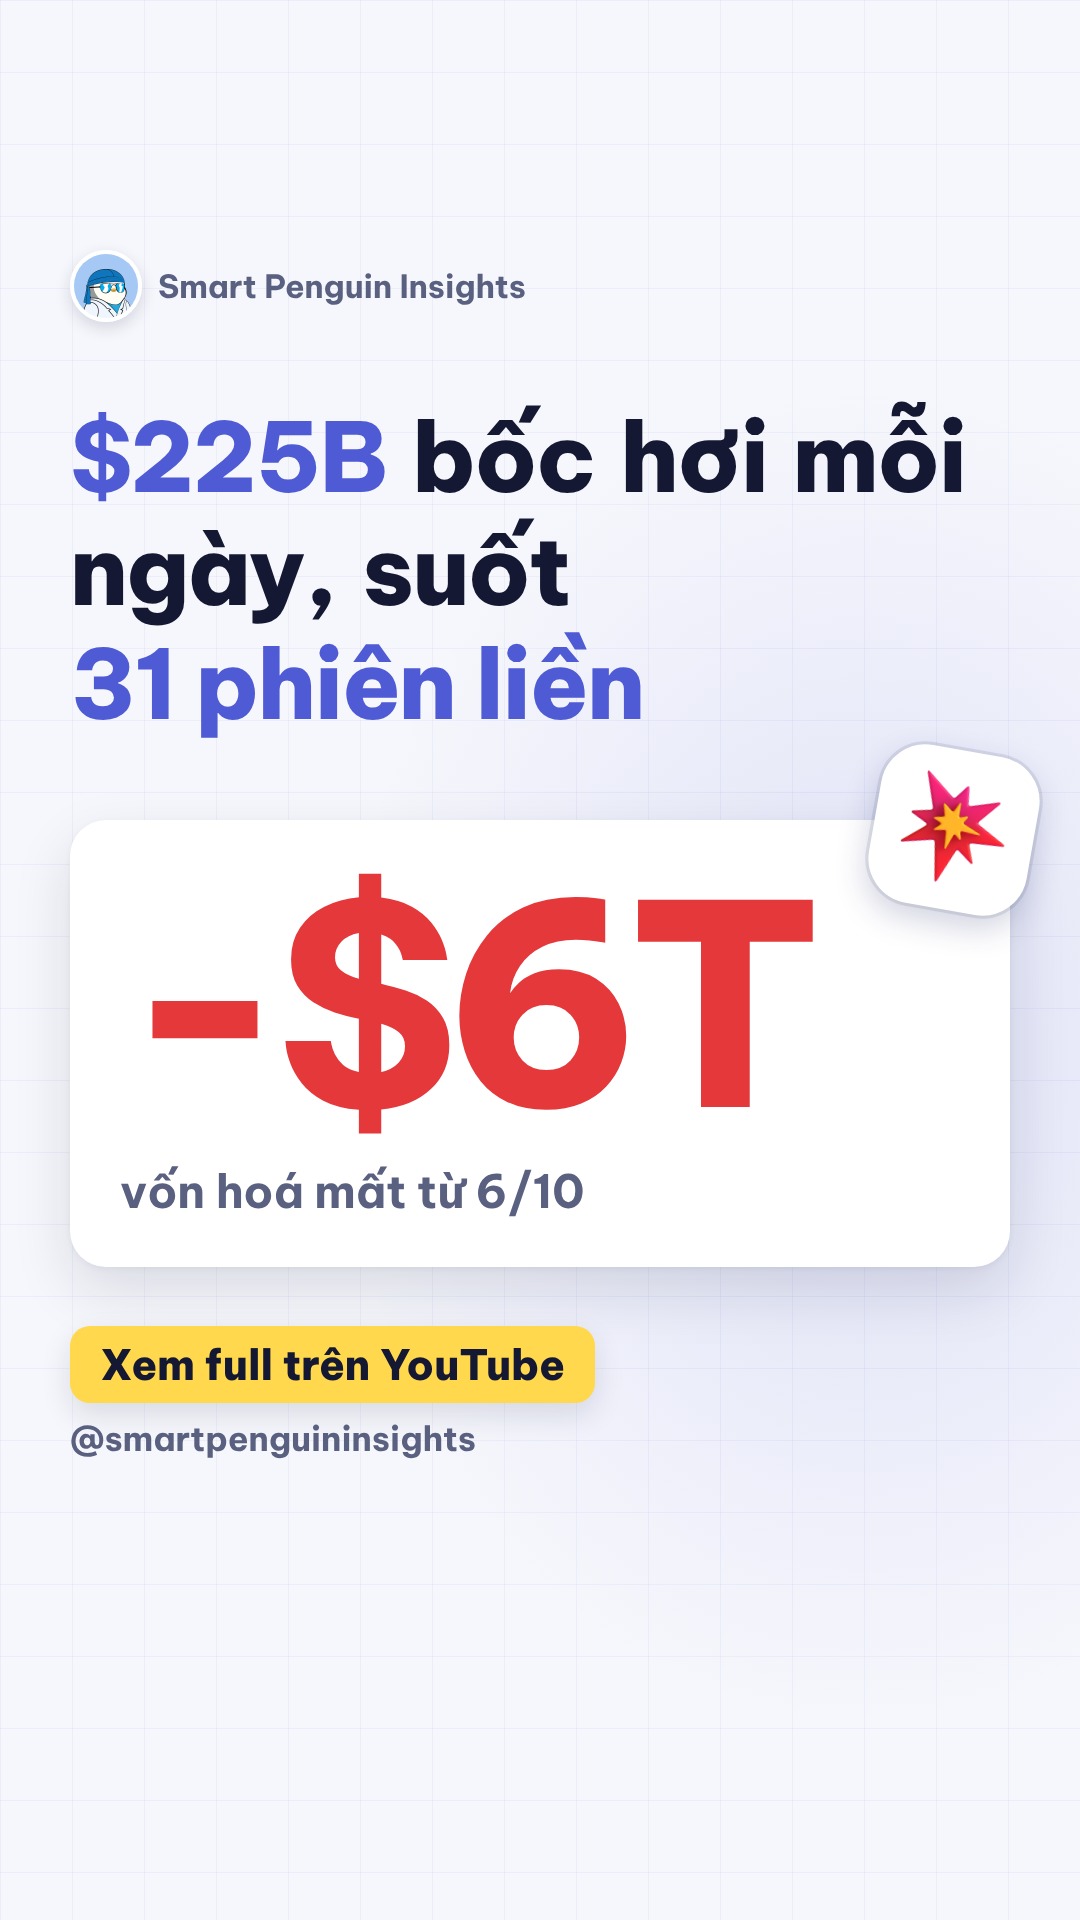 Smart Penguin Insights
$225B bốc hơi mỗi
ngày, suốt
31 phiên liền
-$6T
vốn hoá mất từ 6/10
Xem full trên YouTube
@smartpenguininsights